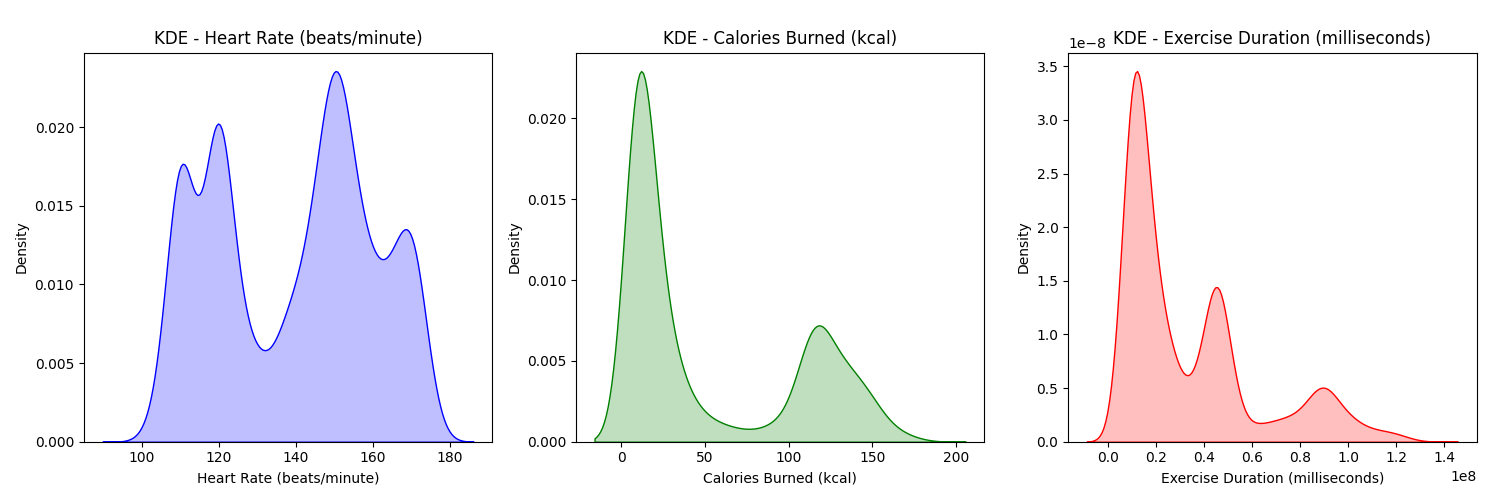 KDE - Heart Rate (beats/minute)
Density
0.020
0.015
0.010
0.005
0.000
100 120 140 160 180
Heart Rate (beats/minute)
KDE - Calories Burned (kcal)
Density
0.020
0.015
0.010
0.005
0.000
0 50 100 150 200
Calories Burned (kcal)
KDE - Exercise Duration (milliseconds)
1e−8
Density
3.5
3.0
2.5
2.0
1.5
1.0
0.5
0.0
0.0 0.2 0.4 0.6 0.8 1.0 1.2 1.4
1e8
Exercise Duration (milliseconds)